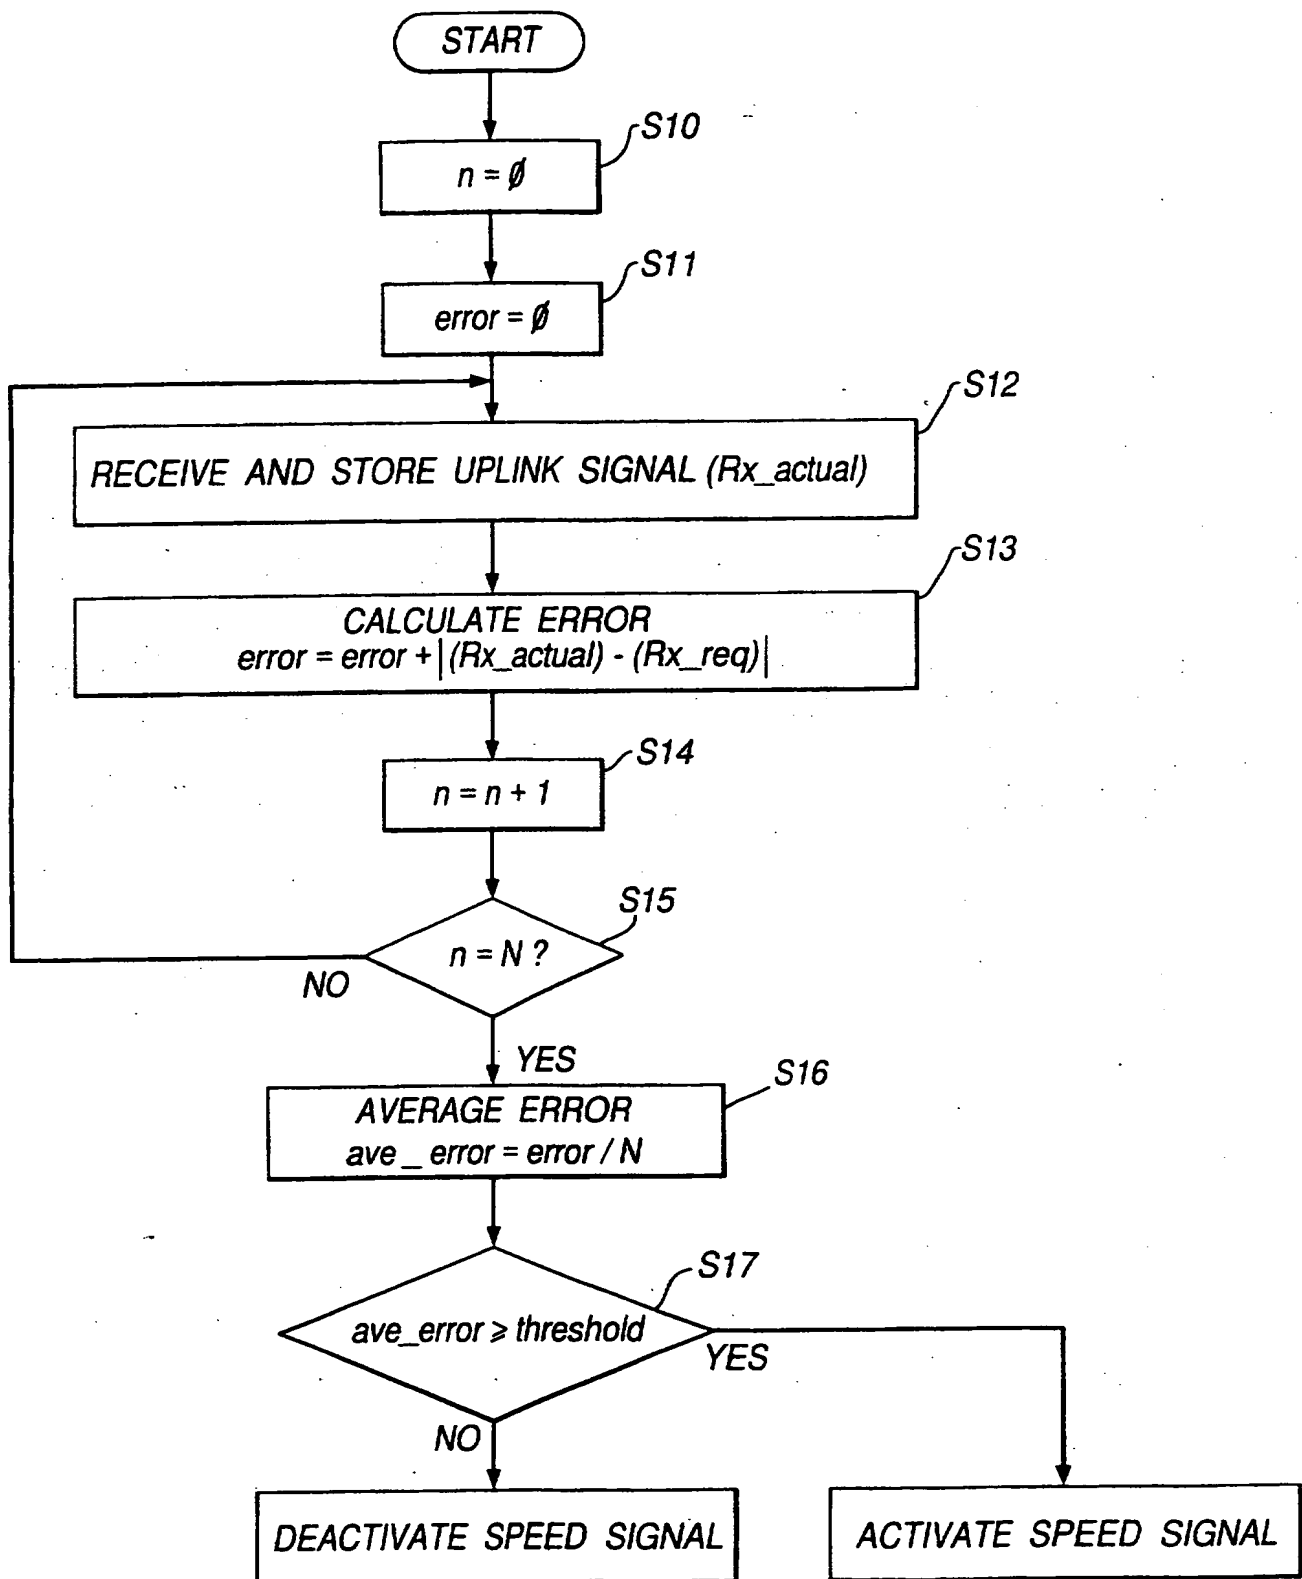 START
S10
n = ∅
S11
error = ∅
S12
RECEIVE AND STORE UPLINK SIGNAL (Rx_actual)
S13
CALCULATE ERROR
error = error + |(Rx_actual) - (Rx_req)|
S14
n = n + 1
S15
n = N ?
NO
YES
S16
AVERAGE ERROR
ave_error = error / N
S17
ave_error ⩾ threshold
YES
NO
DEACTIVATE SPEED SIGNAL
ACTIVATE SPEED SIGNAL